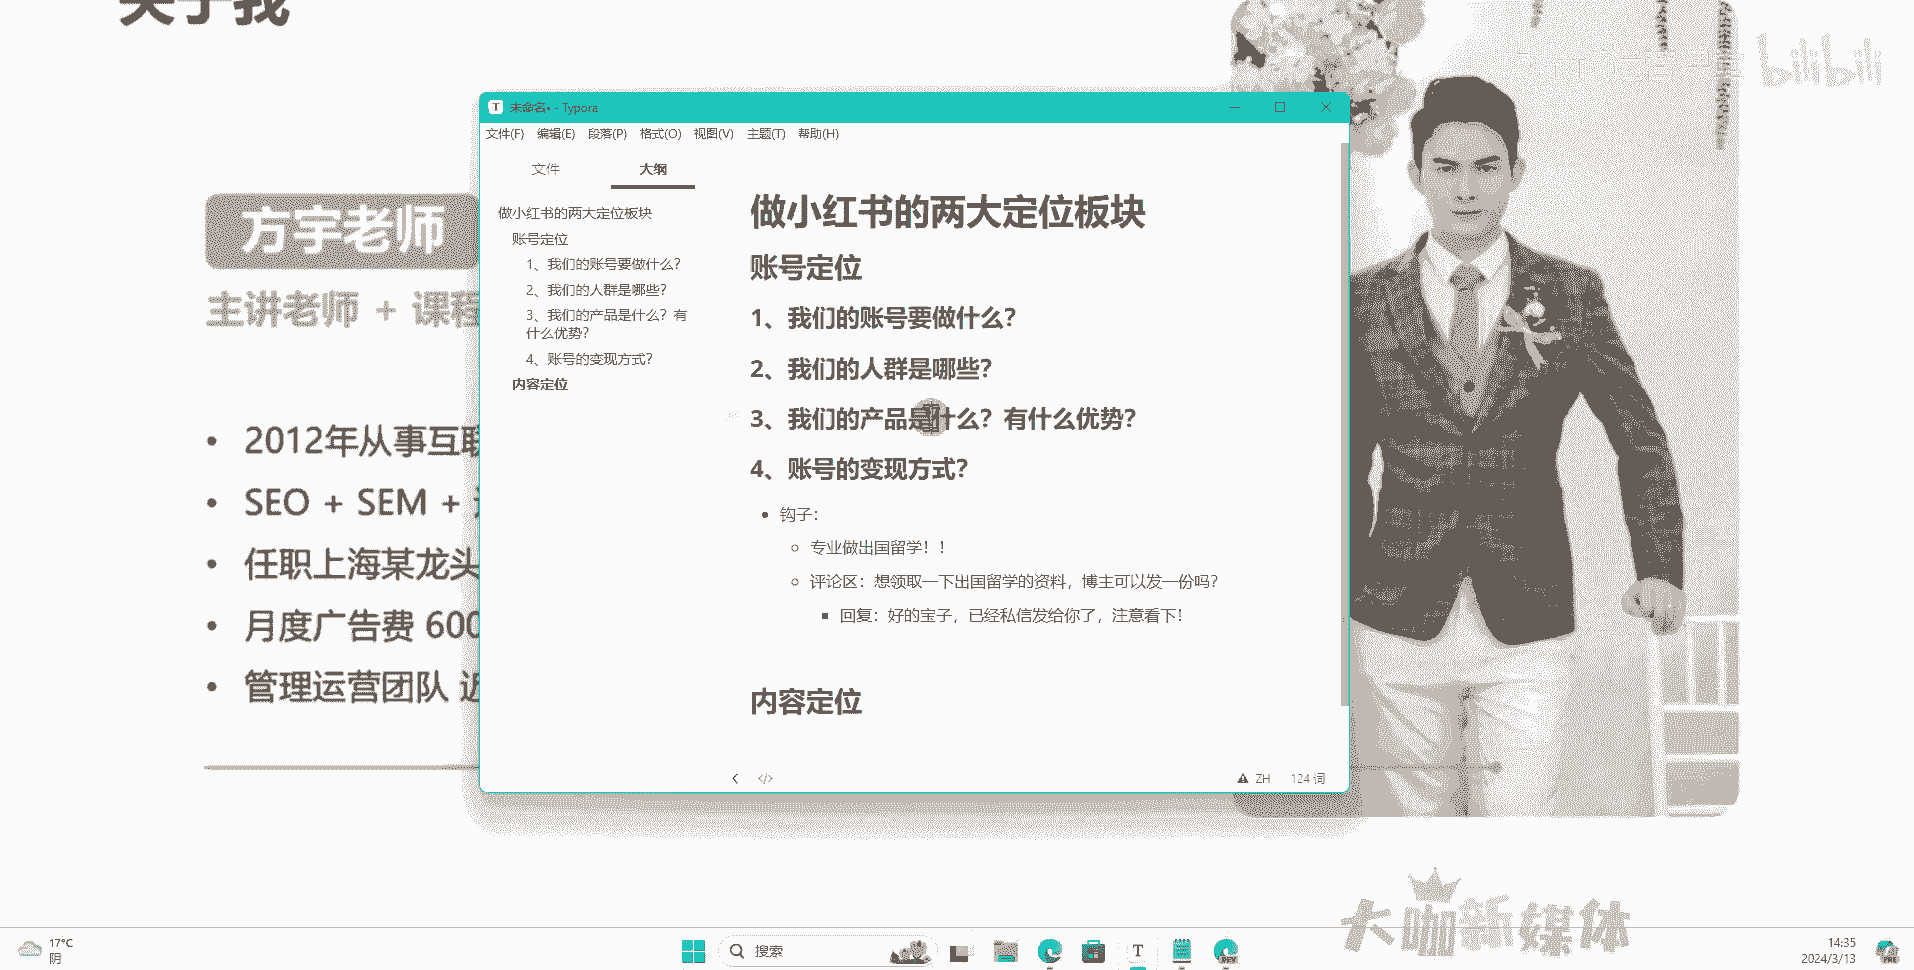 关于我
bilibili
未命名• - Typora
文件(F) 编辑(E) 段落(P) 格式(O) 视图(V) 主题(T) 帮助(H)
文件 大纲
做小红书的两大定位板块
账号定位
1、我们的账号要做什么？
2、我们的人群是哪些？
3、我们的产品是什么？有
什么优势？
4、账号的变现方式？
内容定位
做小红书的两大定位板块
账号定位
1、我们的账号要做什么？
2、我们的人群是哪些？
3、我们的产品是什么？有什么优势？
4、账号的变现方式？
钩子：
专业做出国留学！！
评论区：想领取一下出国留学的资料，博主可以发一份吗？
回复：好的宝子，已经私信发给你了，注意看下！
内容定位
ZH 124 词
方宇老师
主讲老师 + 课程
2012年从事互联
SEO + SEM +
任职上海某龙头
月度广告费 600
管理运营团队 近
大咖新媒体
17°C
阴
搜索
T
DEV
14:35
2024/3/13
PRE